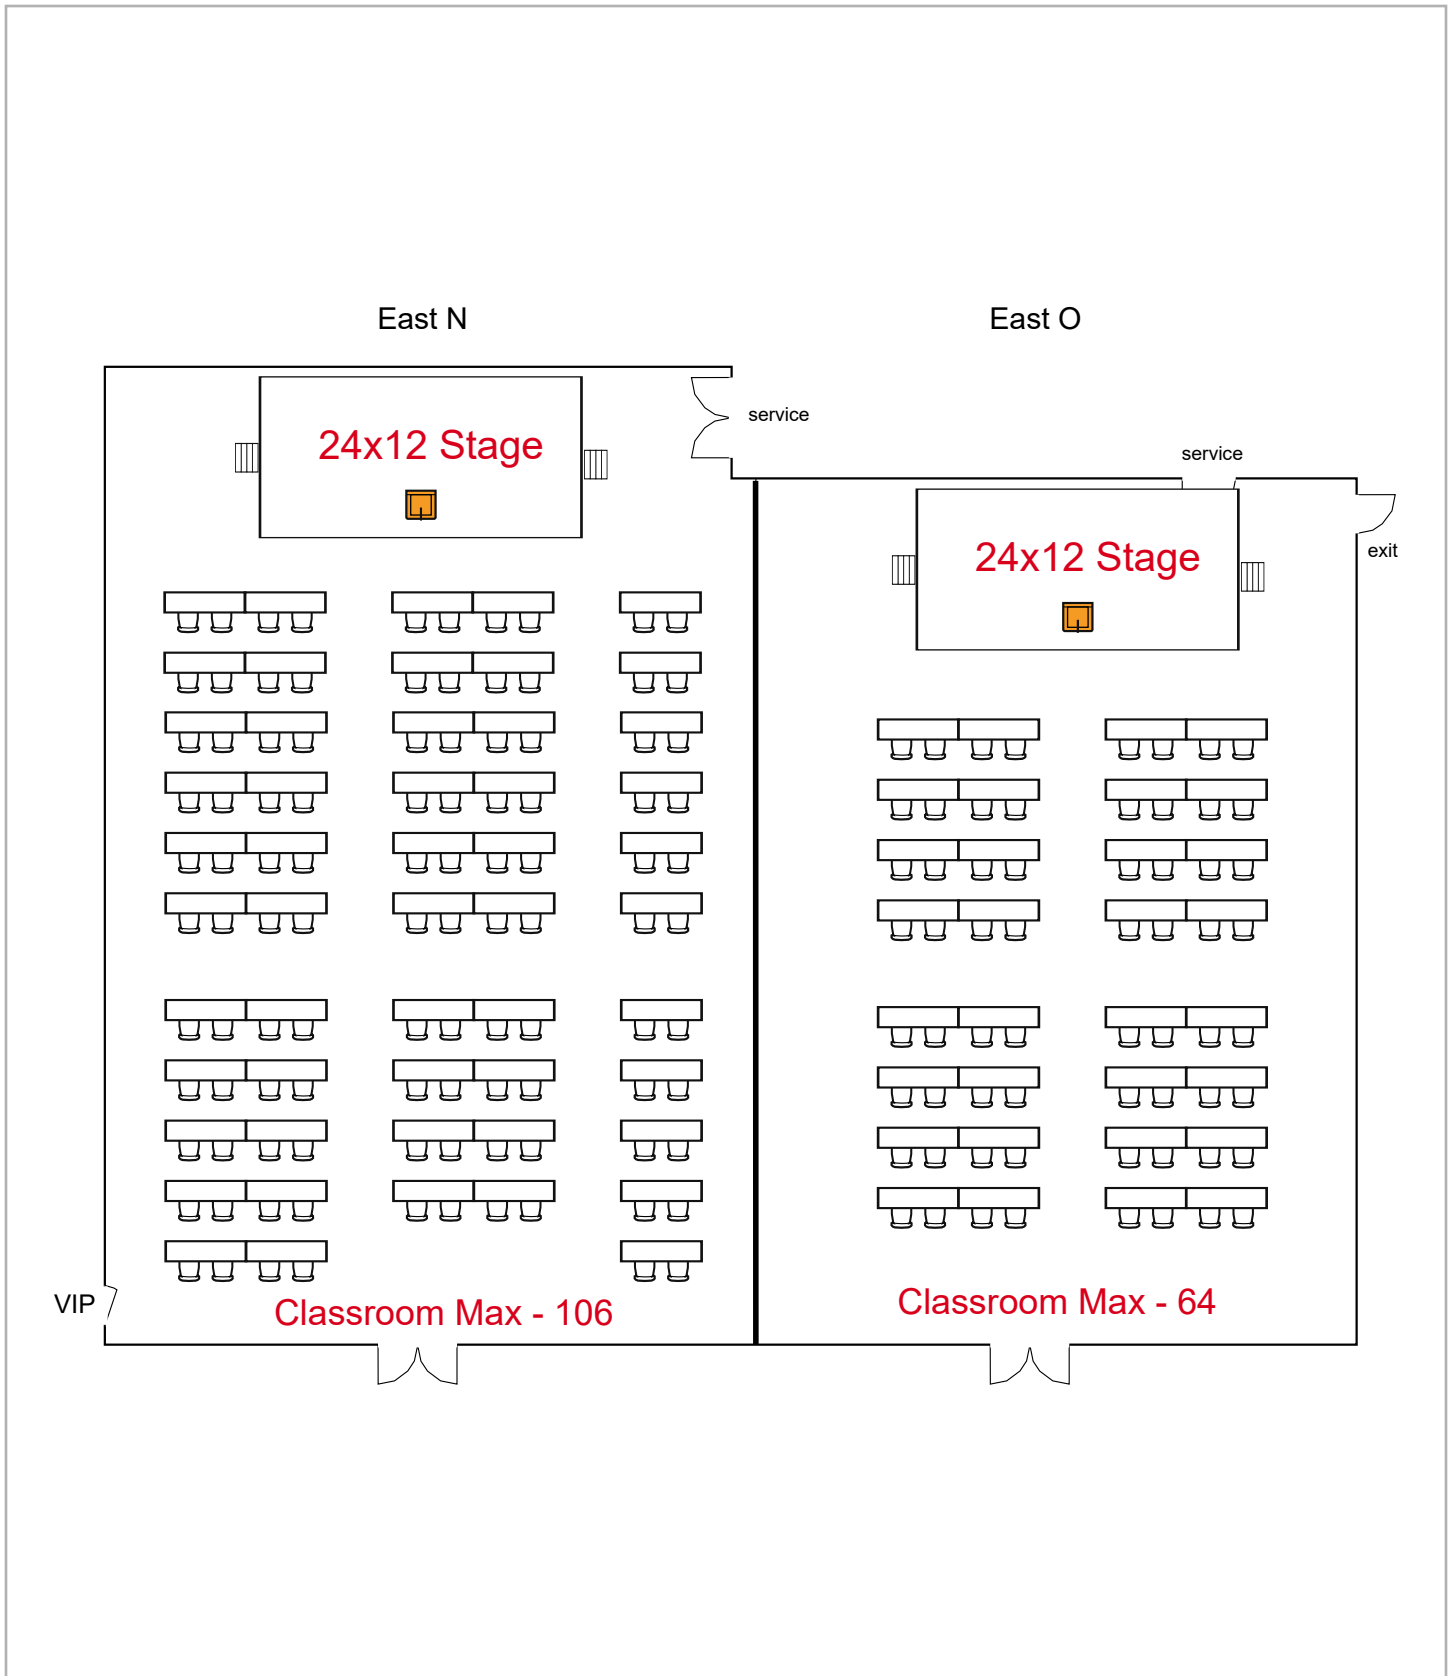 East N
East O
24x12 Stage
service
service
24x12 Stage
exit
VIP
Classroom Max - 106
Classroom Max - 64